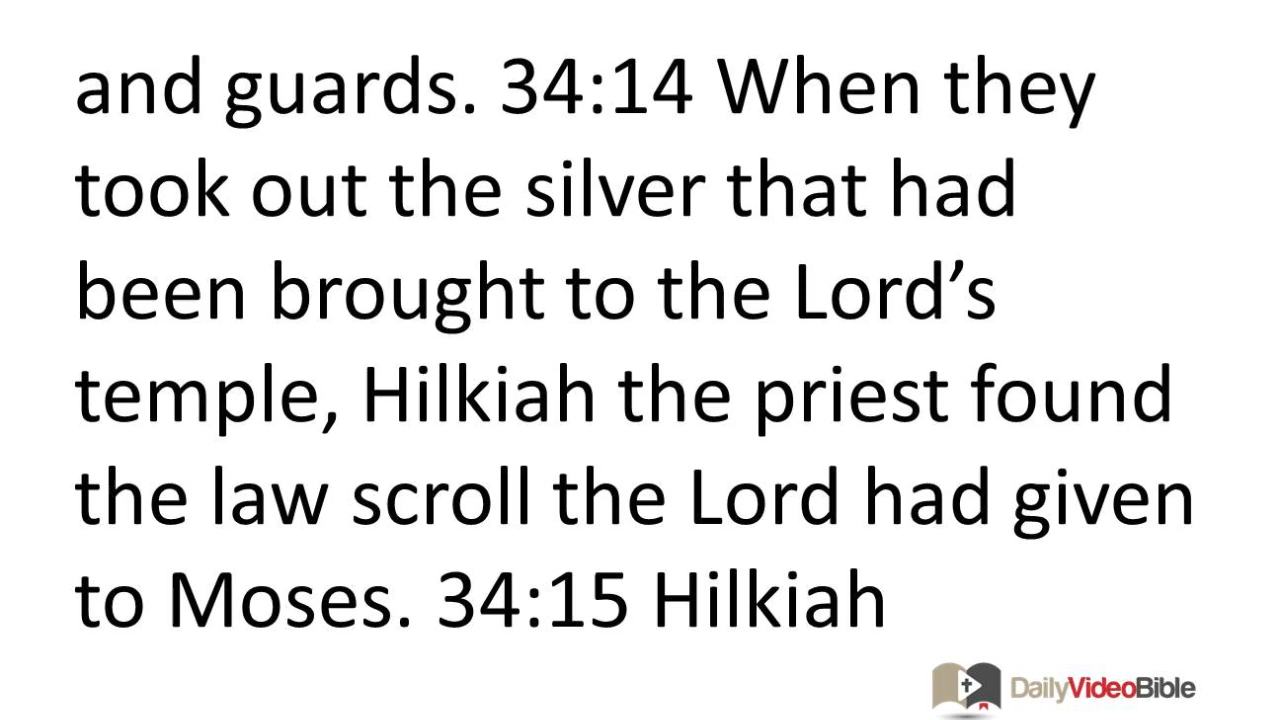 and guards. 34:14 When they
took out the silver that had
been brought to the Lord’s
temple, Hilkiah the priest found
the law scroll the Lord had given
to Moses. 34:15 Hilkiah
DailyVideoBible